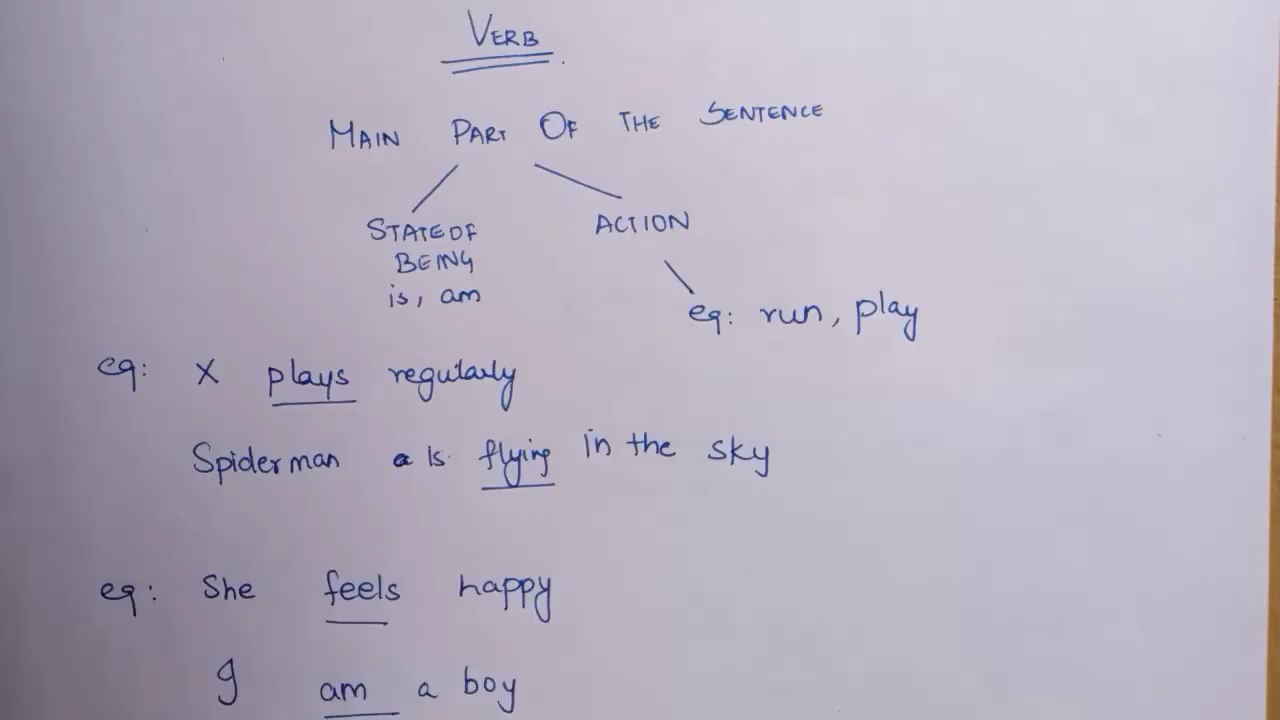 VERB
MAIN PART OF THE SENTENCE
STATE OF ACTION
BEING
is, am
eg: run, play
eg: X plays regularly
Spiderman a is flying in the sky
eg: She feels happy
I am a boy